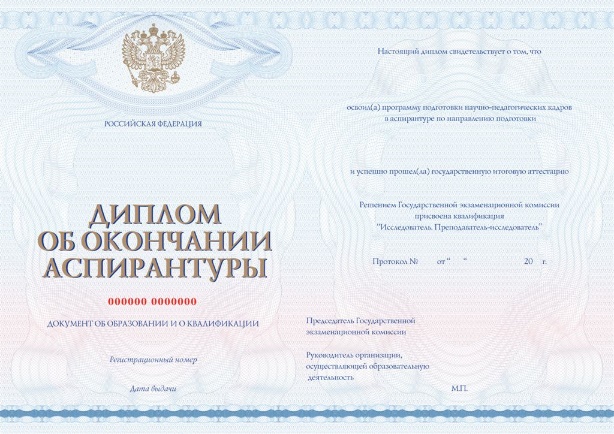 РОССИЙСКАЯ ФЕДЕРАЦИЯ
ДИПЛОМ
ОБ ОКОНЧАНИИ
АСПИРАНТУРЫ
000000 0000000
ДОКУМЕНТ ОБ ОБРАЗОВАНИИ И О КВАЛИФИКАЦИИ
Регистрационный номер
Дата выдачи
Настоящий диплом свидетельствует о том, что
освоил(а) программу подготовки научно-педагогических кадров
в аспирантуре по направлению подготовки
и успешно прошел(ла) государственную итоговую аттестацию
Решением Государственной экзаменационной комиссии
присвоена квалификация
"Исследователь. Преподаватель-исследователь"
Протокол № от " " 20 г.
Председатель Государственной
экзаменационной комиссии
Руководитель организации,
осуществляющей образовательную
деятельность
М.П.